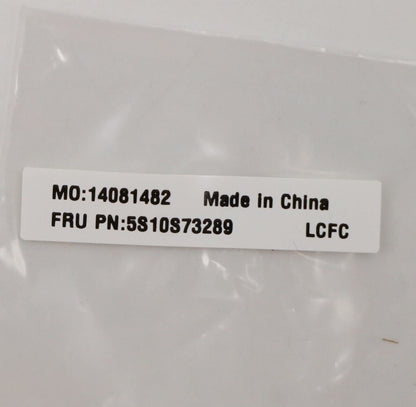 MO:14081482 Made in China
FRU PN:5S10S73289 LCFC